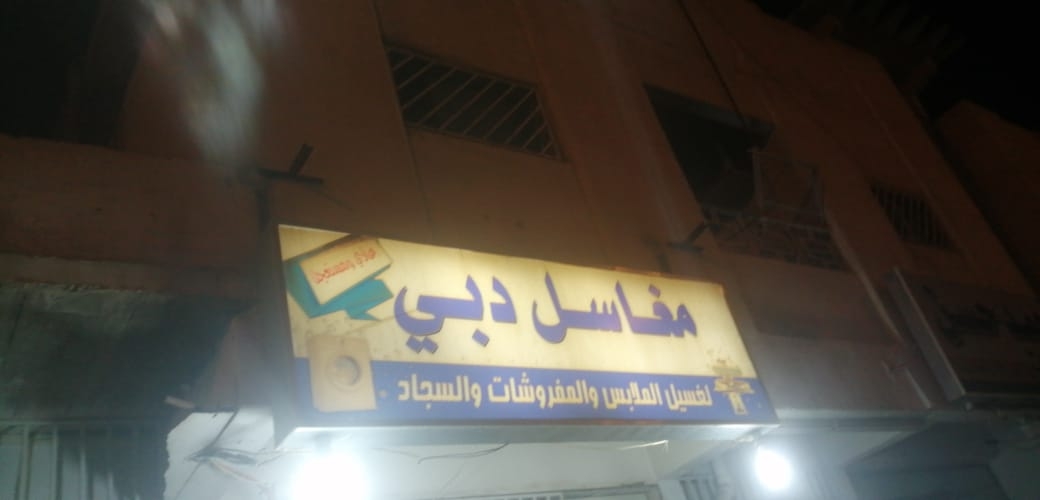 مغاسل دبي
لغسيل الملابس والمفروشات والسجاد